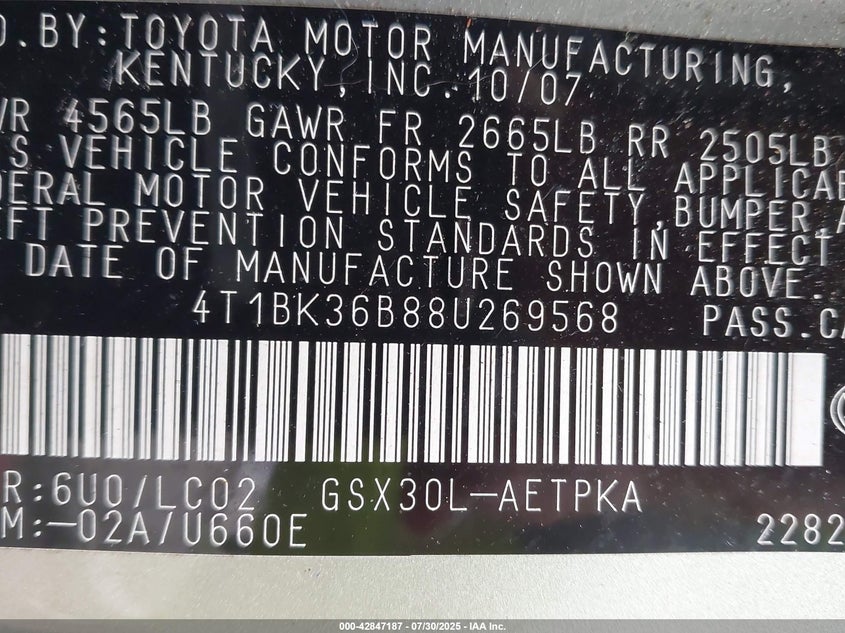 D.BY:TOYOTA MOTOR MANUFACTURING,
KENTUCKY,INC. 10/07
VR 4565LB GAWR FR 2665LB RR 2505LB
S VEHICLE CONFORMS TO ALL APPLICAB
DERAL MOTOR VEHICLE SAFETY,BUMPER,A
EFT PREVENTION STANDARDS IN EFFECT
DATE OF MANUFACTURE SHOWN ABOVE.
4T1BK36B88U269568 PASS.CA
R:6U0/LC02 GSX30L-AETPKA
M:-02A/U660E 2282
000-42847187 - 07/30/2025 - IAA Inc.